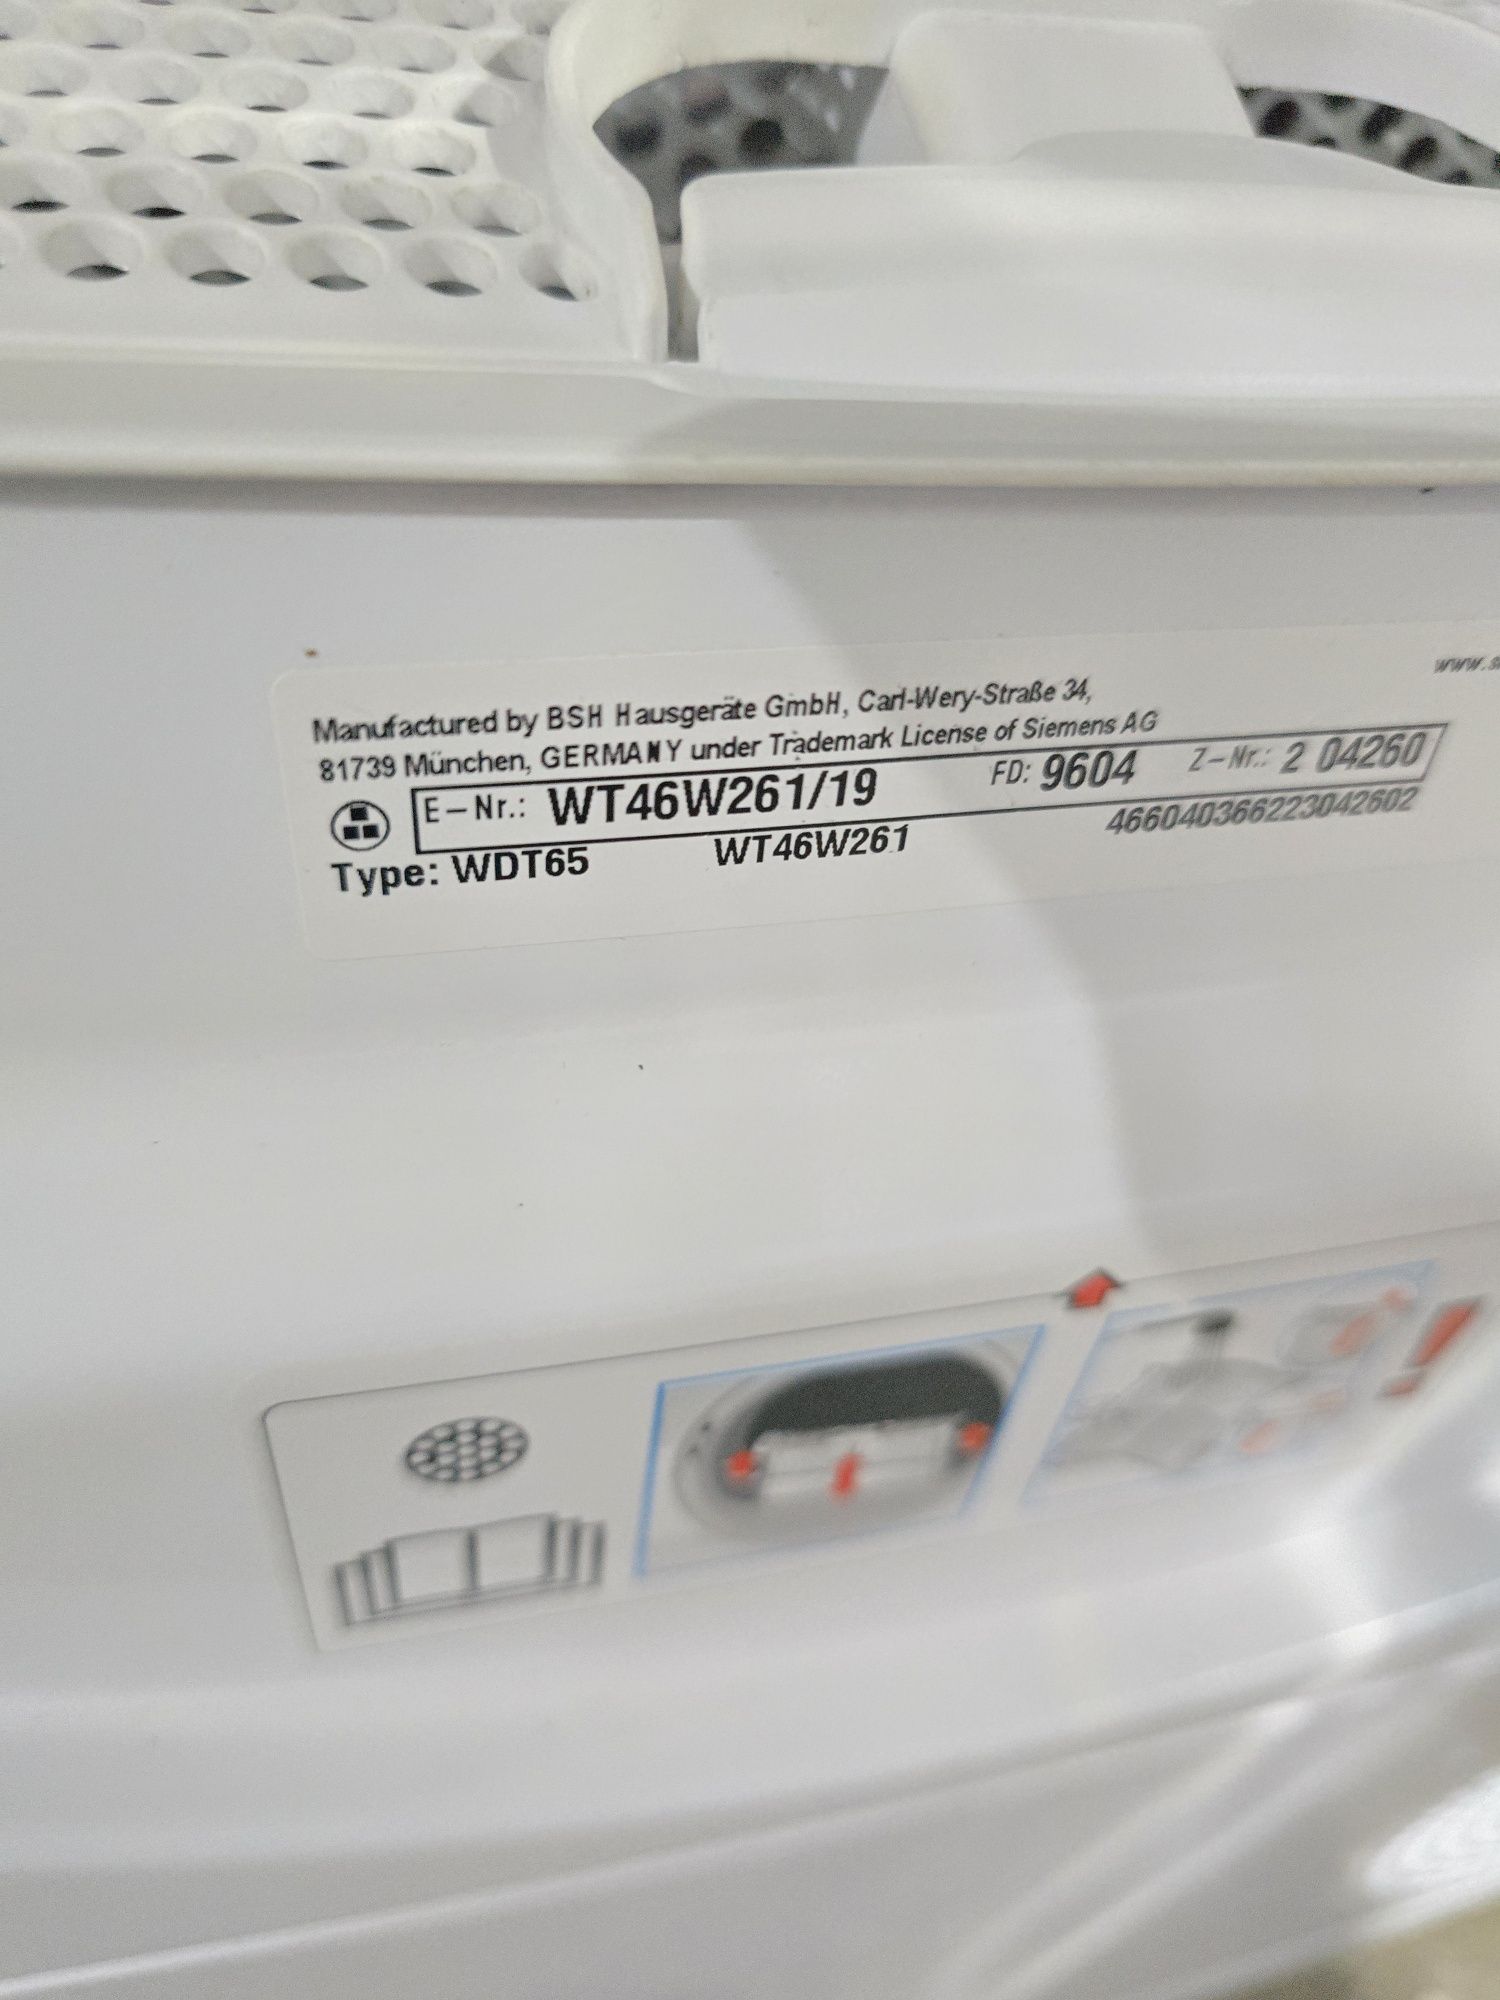 www.s
Manufactured by BSH Hausgeräte GmbH, Carl-Wery-Straße 34,
81739 München, GERMANY under Trademark License of Siemens AG
E-Nr.: WT46W261/19 FD: 9604 Z-Nr.: 2 04260
Type: WDT65 WT46W261 466040366223042602